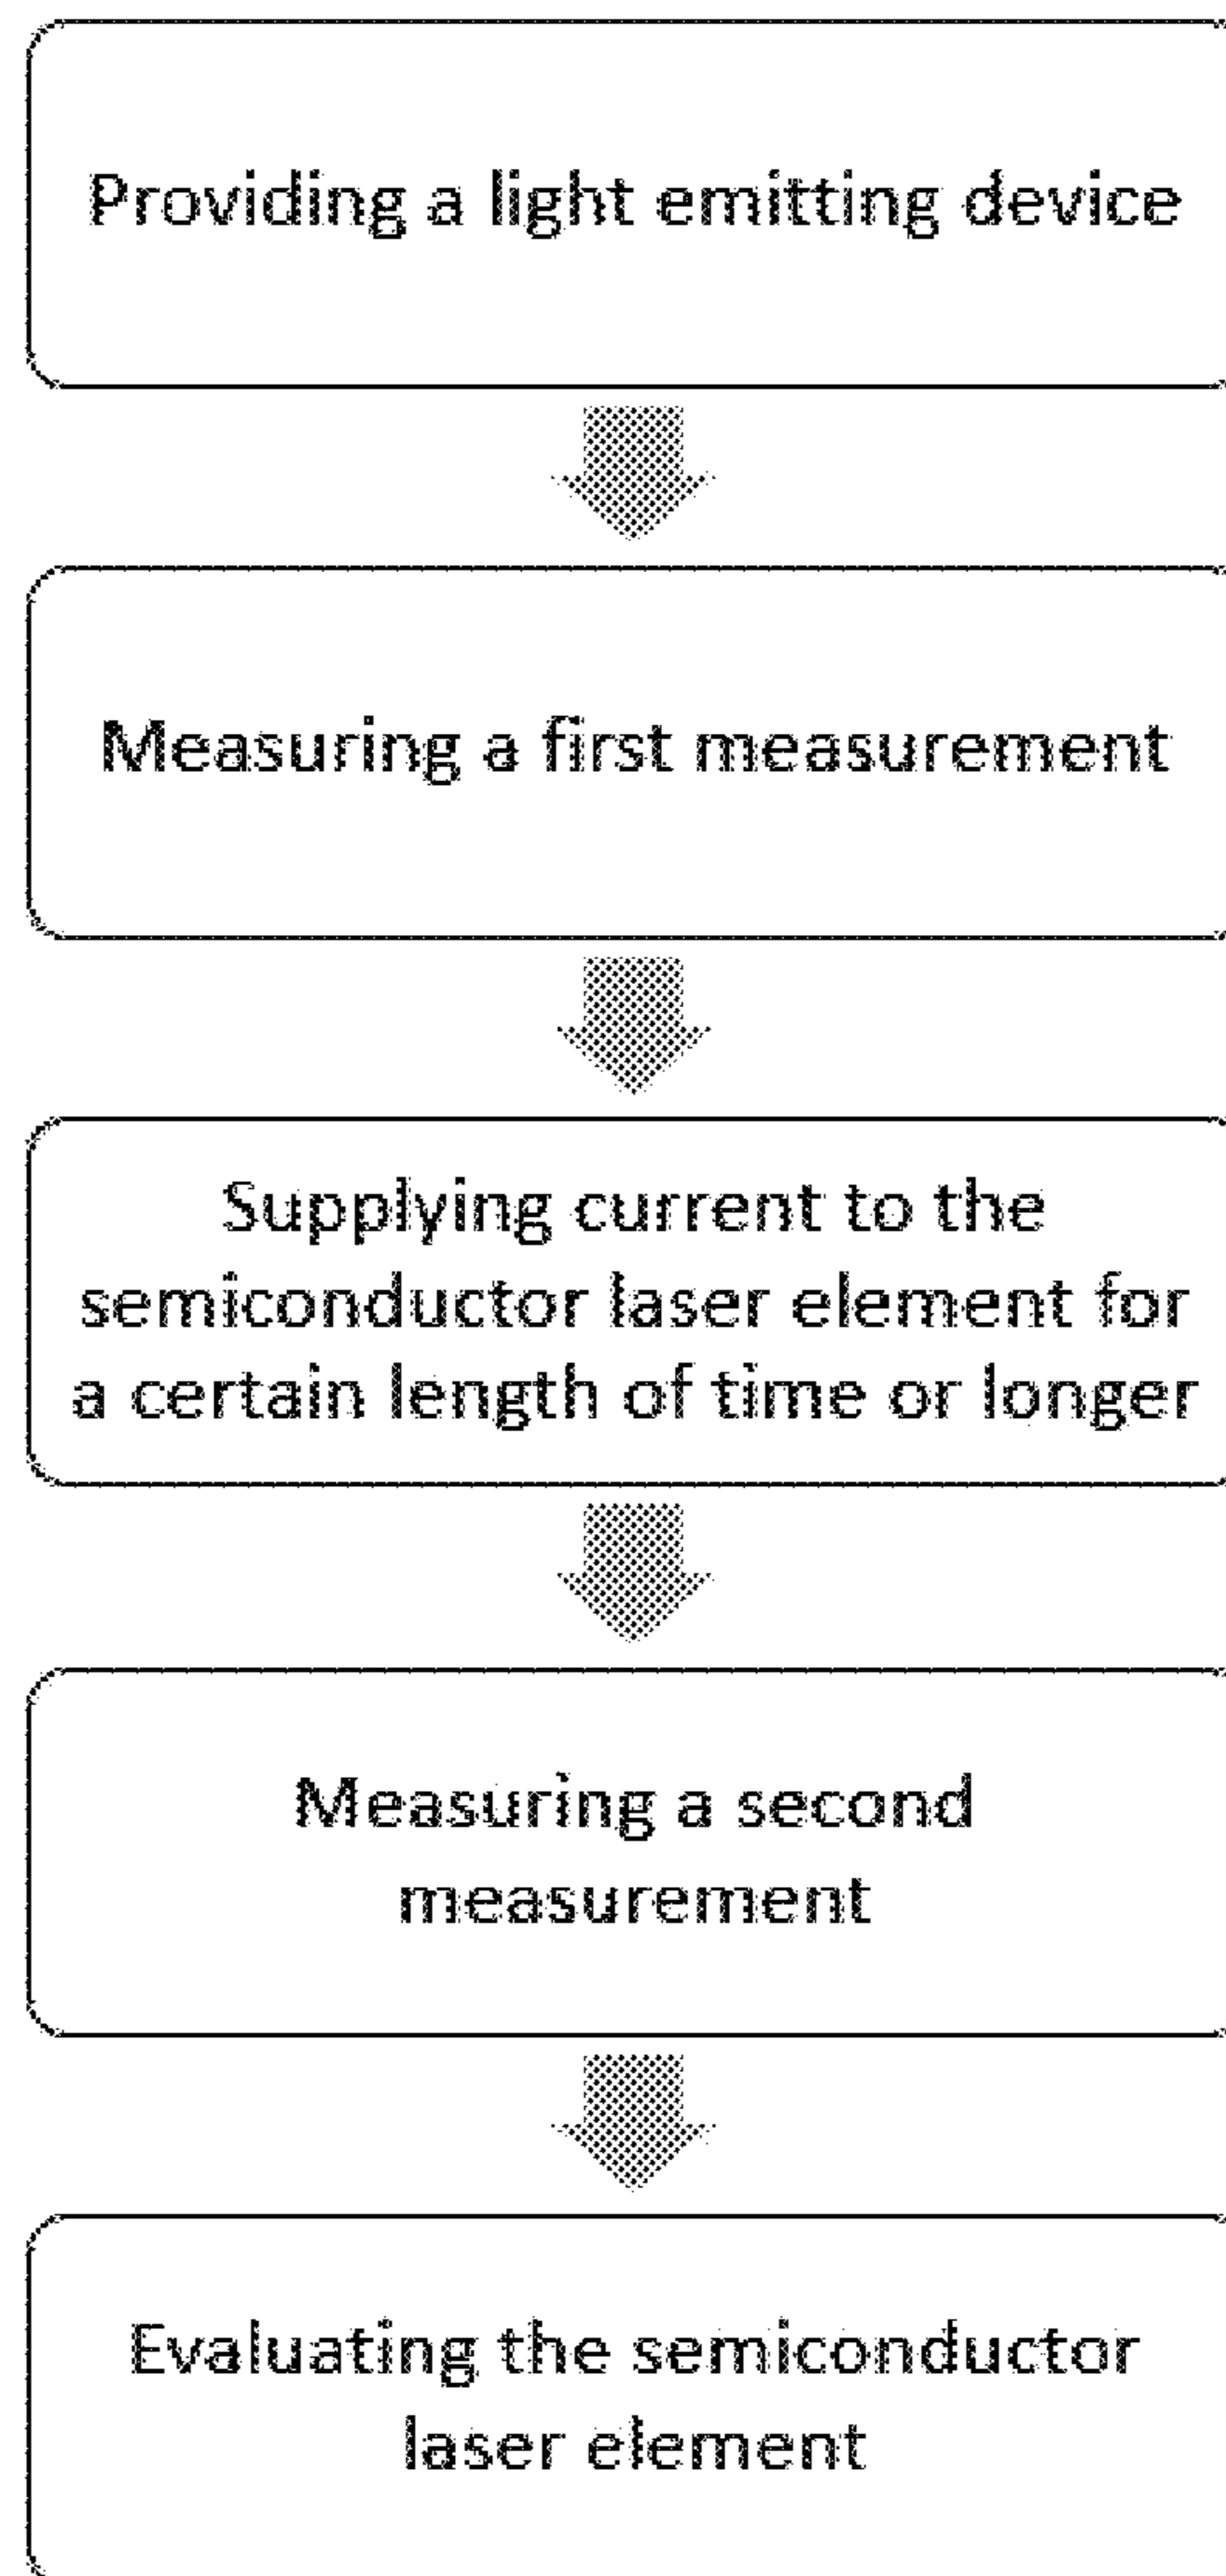 Providing a light emitting device
Measuring a first measurement
Supplying current to the
semiconductor laser element for
a certain length of time or longer
Measuring a second
measurement
Evaluating the semiconductor
laser element